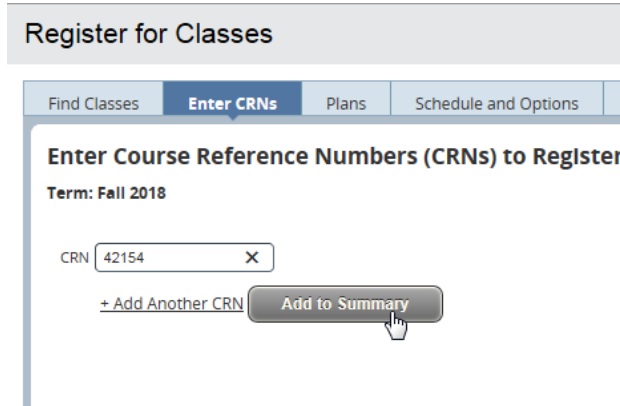 Register for Classes
Find Classes Enter CRNs Plans Schedule and Options
Enter Course Reference Numbers (CRNs) to Register
Term: Fall 2018
CRN 42154 ✕
+ Add Another CRN Add to Summary